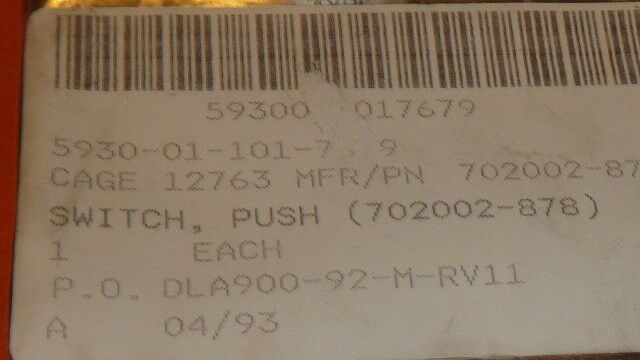 59300 017679
5930-01-101-7 9
CAGE 12763 MFR/PN 702002-87
SWITCH, PUSH (702002-878)
1 EACH
P.O. DLA900-92-M-RV11
A 04/93